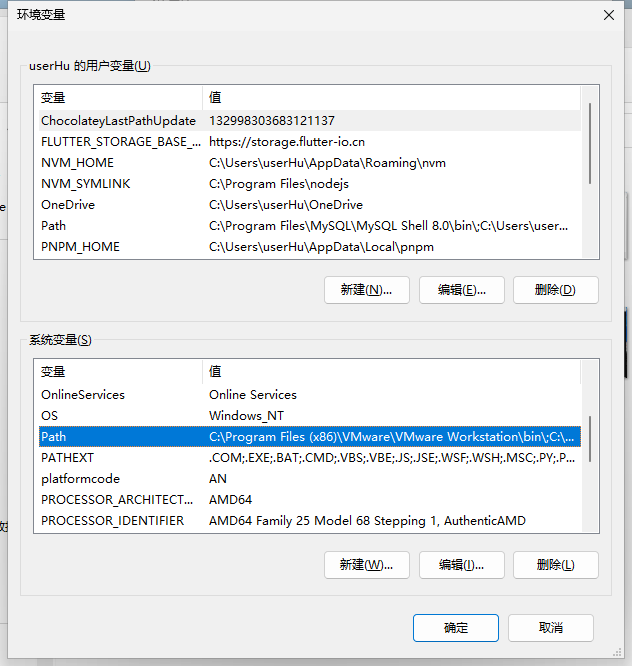 环境变量
userHu 的用户变量(U)
变量 值
ChocolateyLastPathUpdate 132998303683121137
FLUTTER_STORAGE_BASE_... https://storage.flutter-io.cn
NVM_HOME C:\Users\userHu\AppData\Roaming\nvm
NVM_SYMLINK C:\Program Files\nodejs
OneDrive C:\Users\userHu\OneDrive
Path C:\Program Files\MySQL\MySQL Shell 8.0\bin\;C:\Users\user...
PNPM_HOME C:\Users\userHu\AppData\Local\pnpm
新建(N)... 编辑(E)... 删除(D)
系统变量(S)
变量 值
OnlineServices Online Services
OS Windows_NT
Path C:\Program Files (x86)\VMware\VMware Workstation\bin\;C:\...
PATHEXT .COM;.EXE;.BAT;.CMD;.VBS;.VBE;.JS;.JSE;.WSF;.WSH;.MSC;.PY;.P...
platformcode AN
PROCESSOR_ARCHITECT... AMD64
PROCESSOR_IDENTIFIER AMD64 Family 25 Model 68 Stepping 1, AuthenticAMD
新建(W)... 编辑(I)... 删除(L)
确定 取消